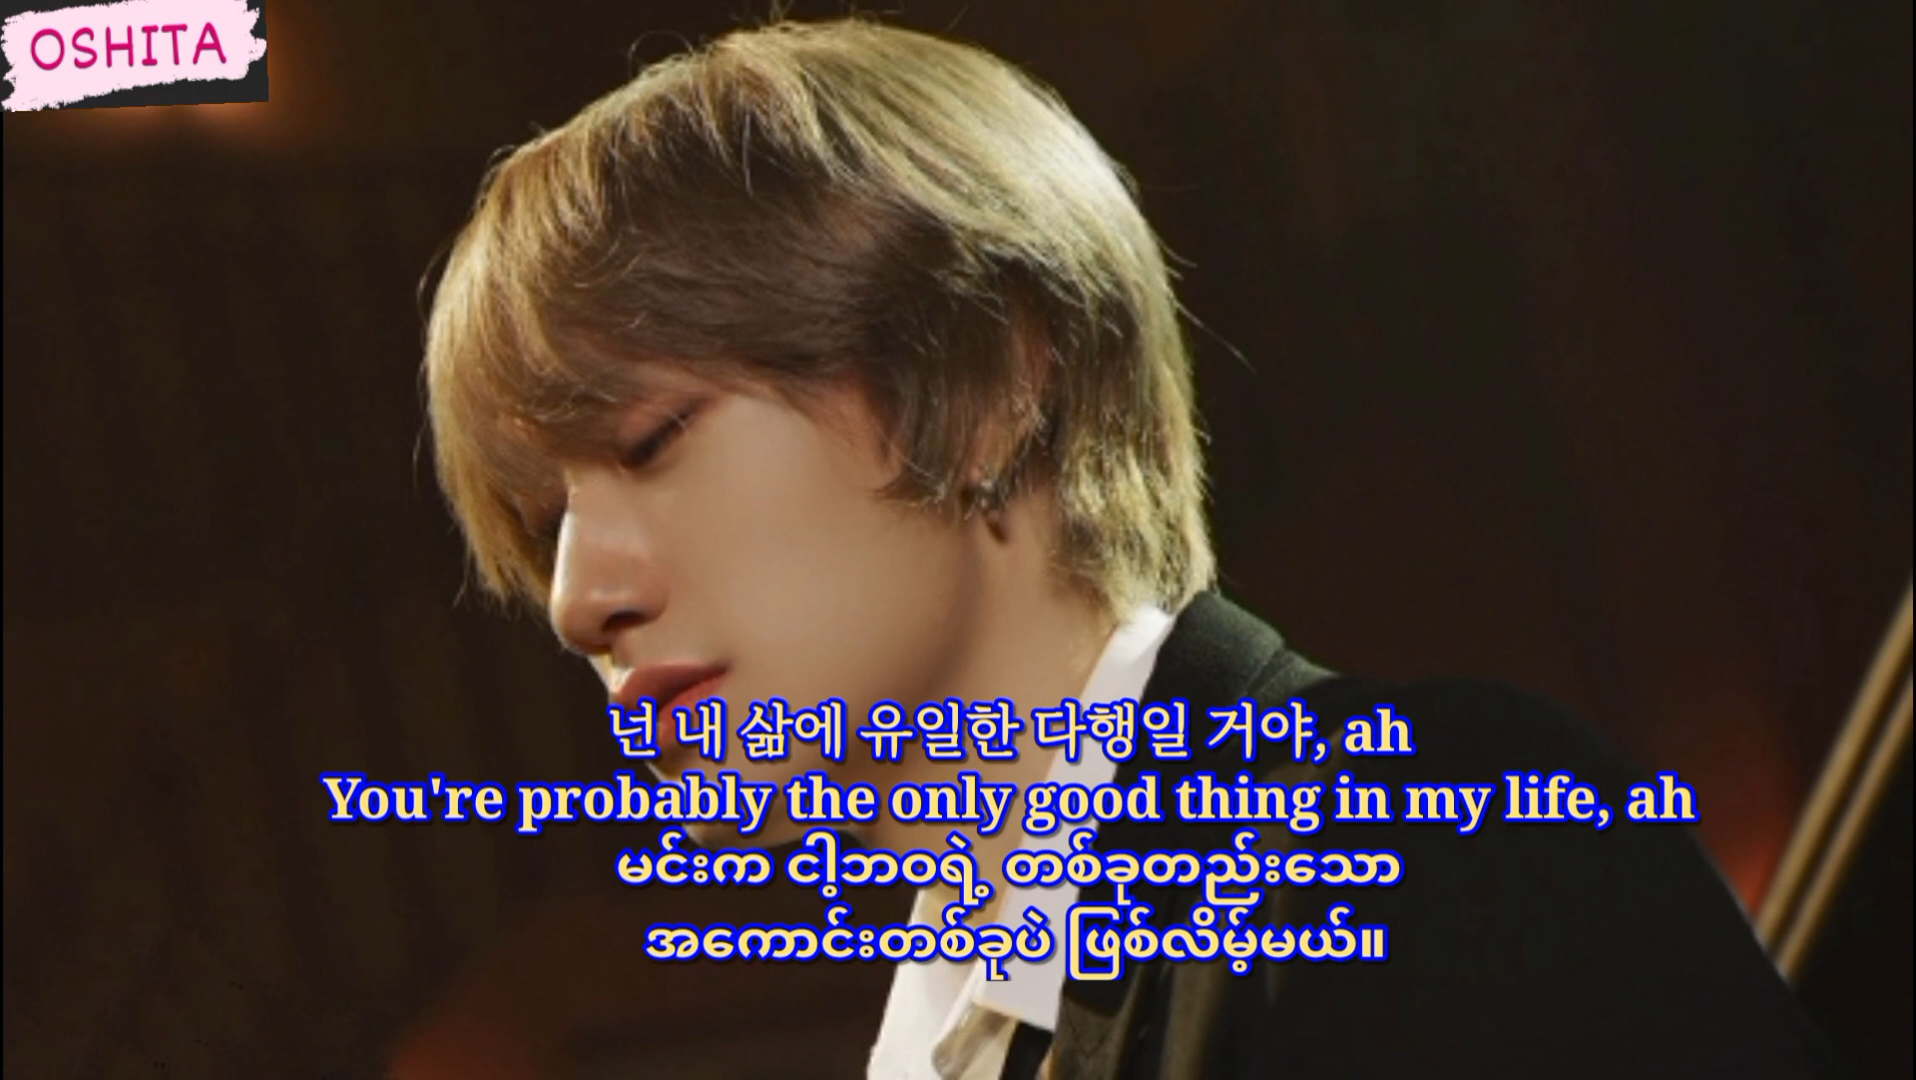 OSHITA
넌 내 삶에 유일한 다행일 거야, ah
You're probably the only good thing in my life, ah
မင်းက ငါ့ဘဝရဲ့ တစ်ခုတည်းသော
အကောင်းတစ်ခုပဲ ဖြစ်လိမ့်မယ်။